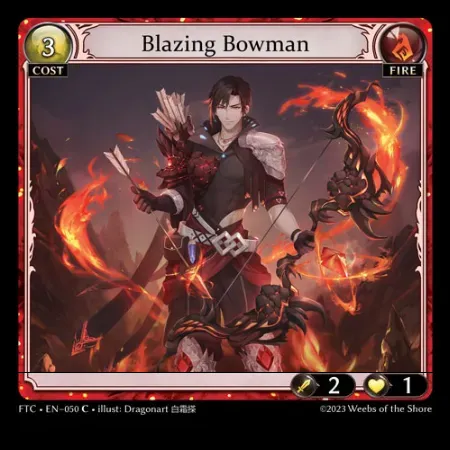 3
Blazing Bowman
COST
FIRE
2
1
FTC • EN–050 C • illust: Dragonart 白霜揉
©2023 Weebs of the Shore